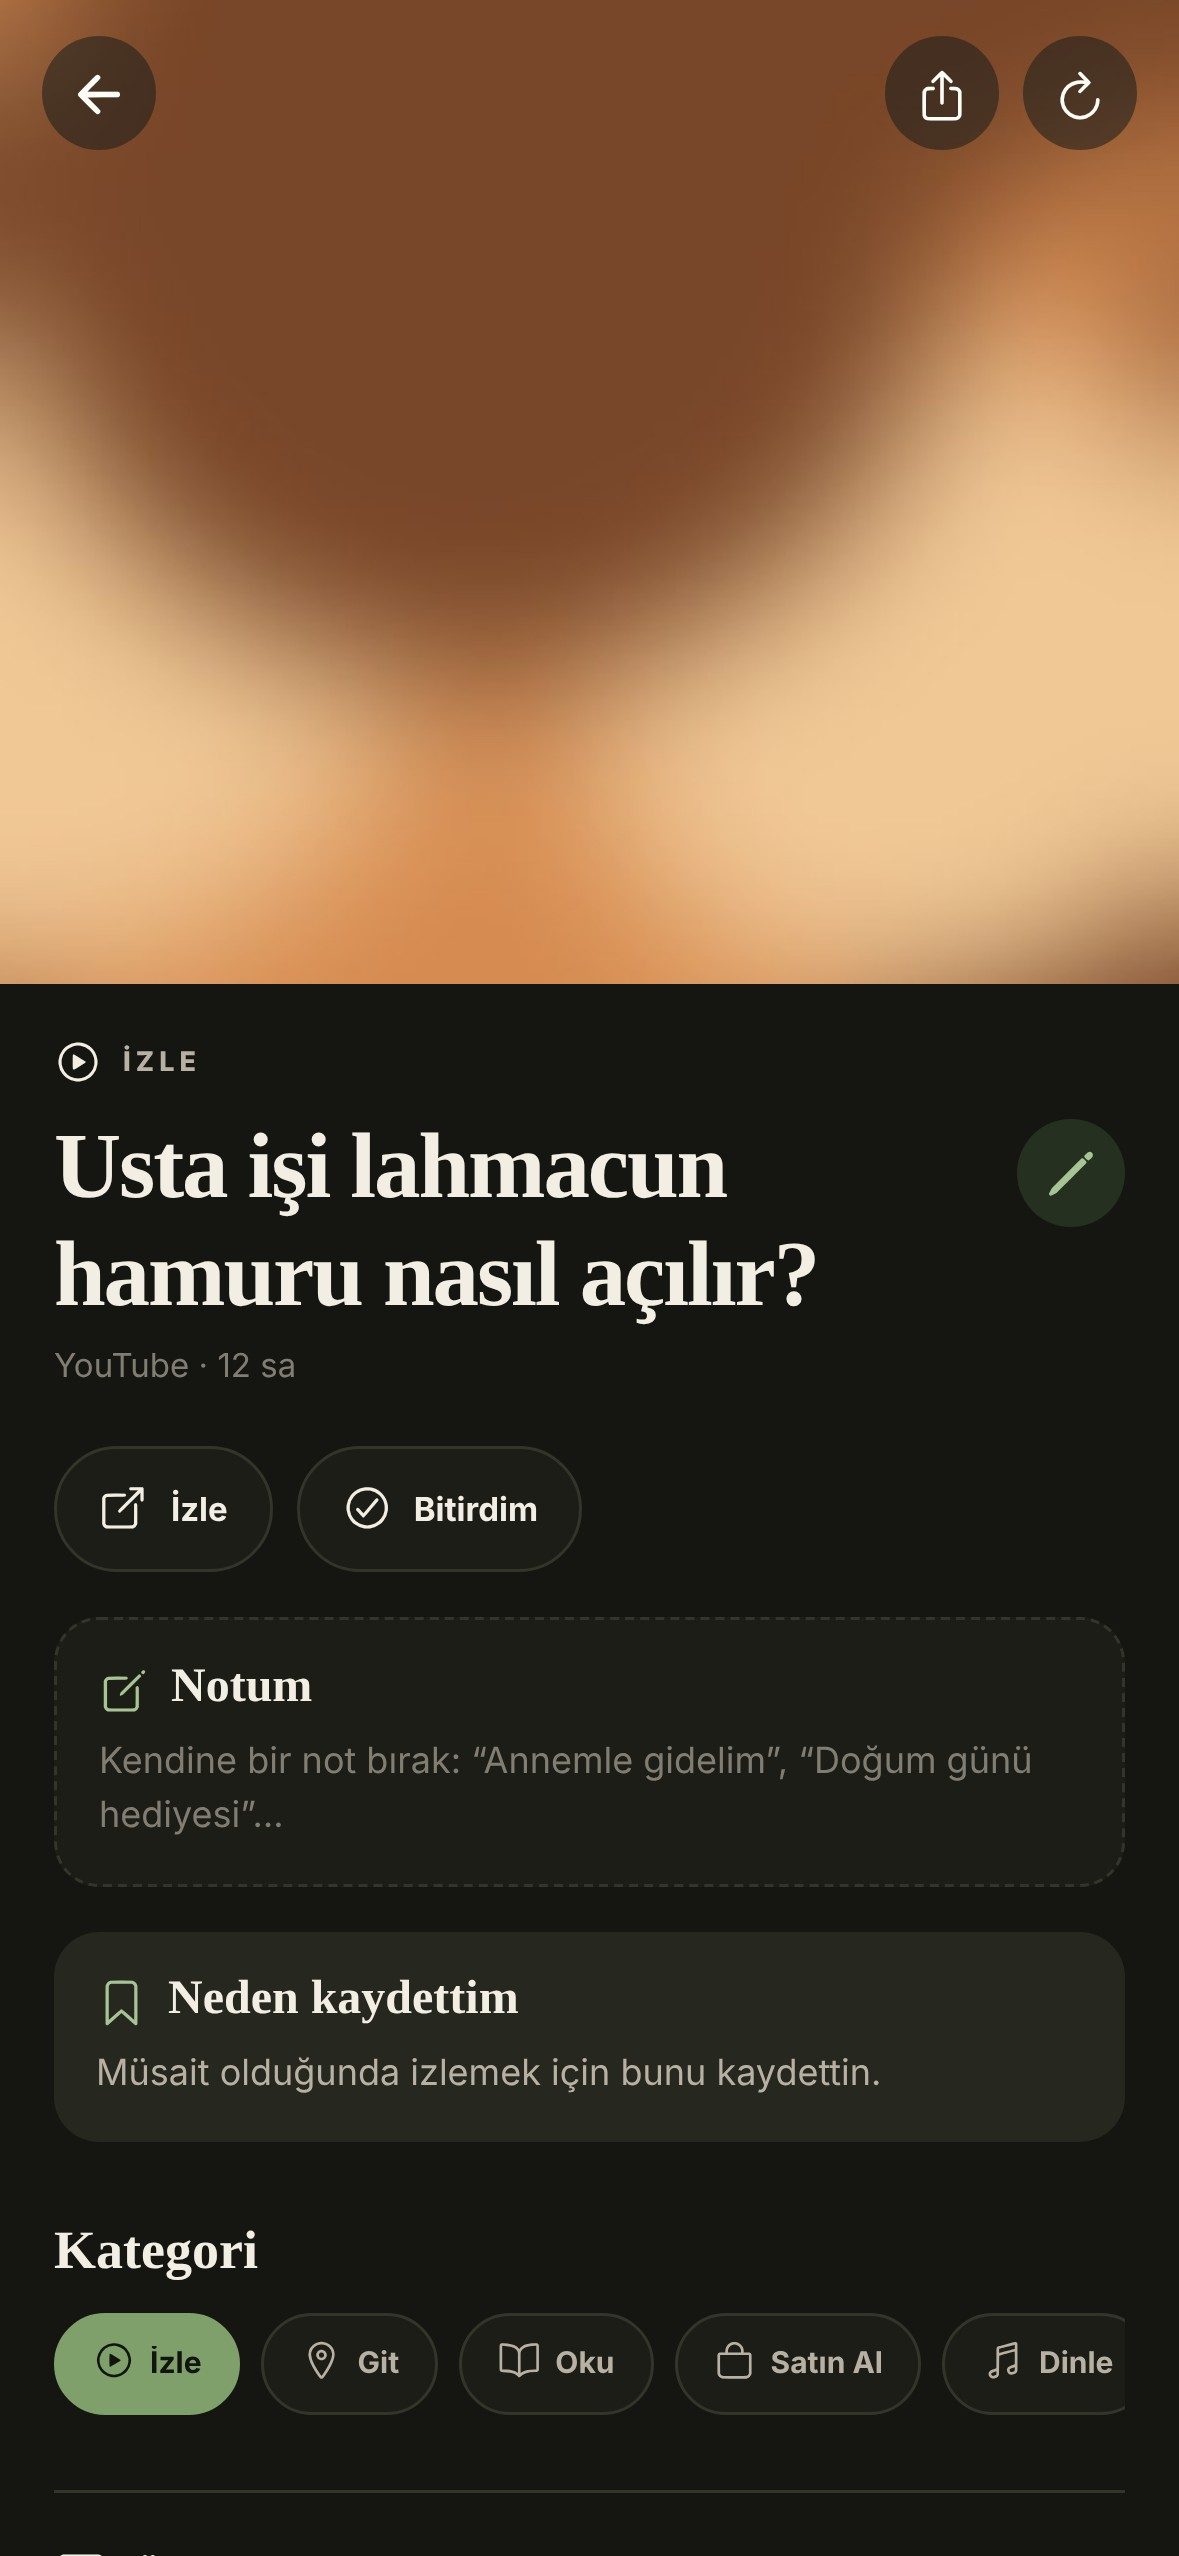 İZLE
Usta işi lahmacun
hamuru nasıl açılır?
YouTube · 12 sa
İzle
Bitirdim
Notum
Kendine bir not bırak: “Annemle gidelim”, “Doğum günü
hediyesi”…
Neden kaydettim
Müsait olduğunda izlemek için bunu kaydettin.
Kategori
İzle
Git
Oku
Satın Al
Dinle